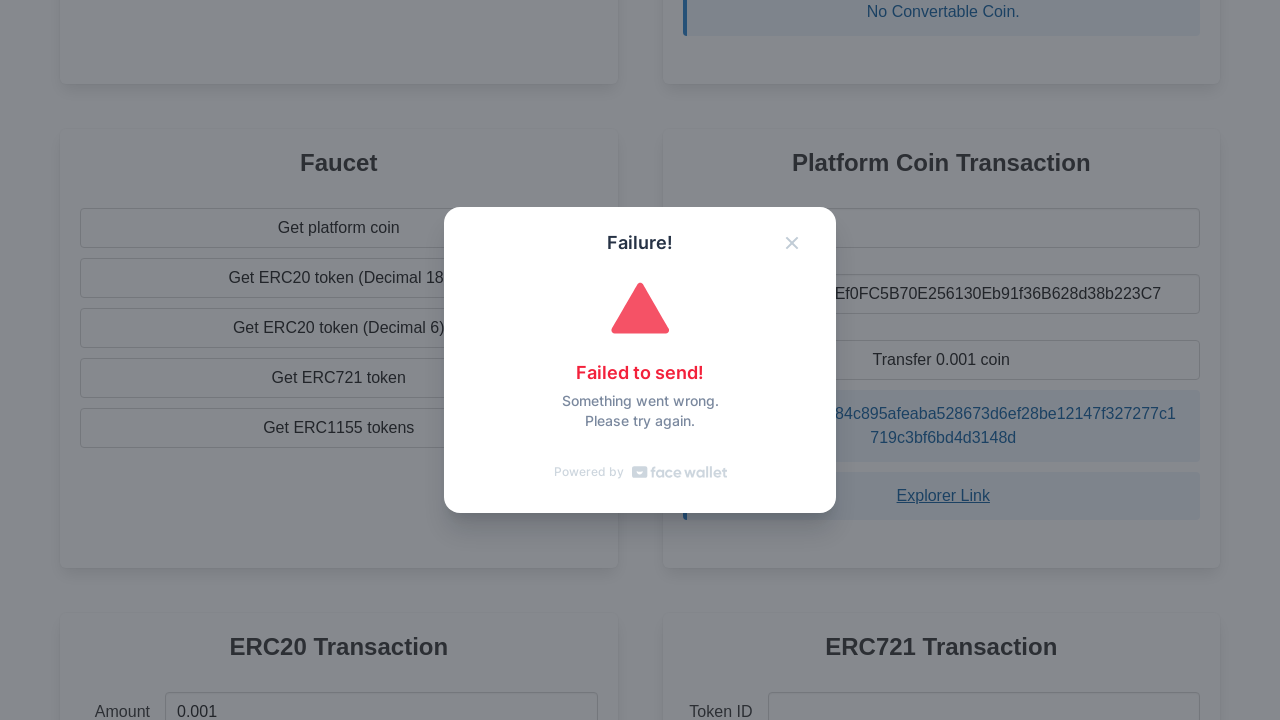 No Convertable Coin.
Faucet
Get platform coin
Get ERC20 token (Decimal 18
Get ERC20 token (Decimal 6)
Get ERC721 token
Get ERC1155 tokens
Platform Coin Transaction
Ef0FC5B70E256130Eb91f36B628d38b223C7
Transfer 0.001 coin
84c895afeaba528673d6ef28be12147f327277c1
719c3bf6bd4d3148d
Explorer Link
Failure!
Failed to send!
Something went wrong.
Please try again.
Powered by face wallet
ERC20 Transaction
Amount 0.001
ERC721 Transaction
Token ID